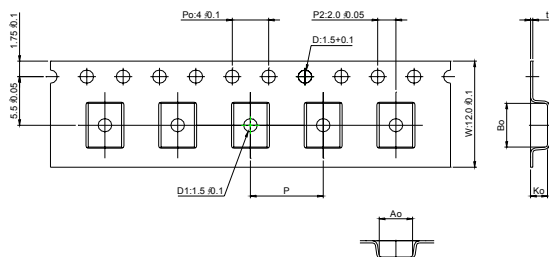 Po:4 ±0.1
P2:2.0 ±0.05
t
1.75 ±0.1
D:1.5+0.1
5.5 ±0.05
Bo
W:12.0 ±0.1
D1:1.5 ±0.1
P
Ko
Ao